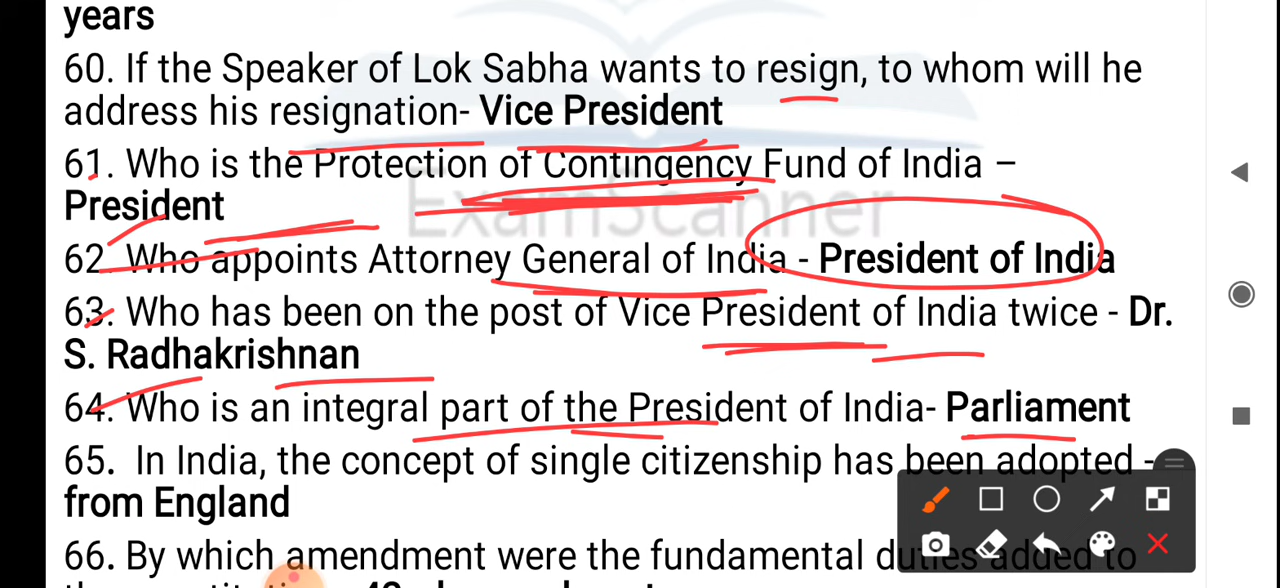 years
60. If the Speaker of Lok Sabha wants to resign, to whom will he
address his resignation- Vice President
61. Who is the Protection of Contingency Fund of India –
President
ExamScanner
62. Who appoints Attorney General of India - President of India
63. Who has been on the post of Vice President of India twice - Dr.
S. Radhakrishnan
64. Who is an integral part of the President of India- Parliament
65. In India, the concept of single citizenship has been adopted -
from England
66. By which amendment were the fundamental duties added to